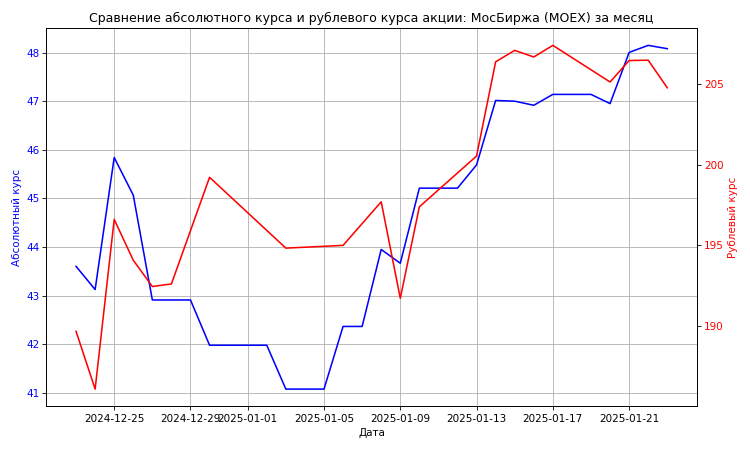 Сравнение абсолютного курса и рублевого курса акции: МосБиржа (MOEX) за месяц
48
47
46
45
44
43
42
41
Абсолютный курс
205
200
195
190
Рублевый курс
2024-12-25 2024-12-29 2025-01-01 2025-01-05 2025-01-09 2025-01-13 2025-01-17 2025-01-21
Дата